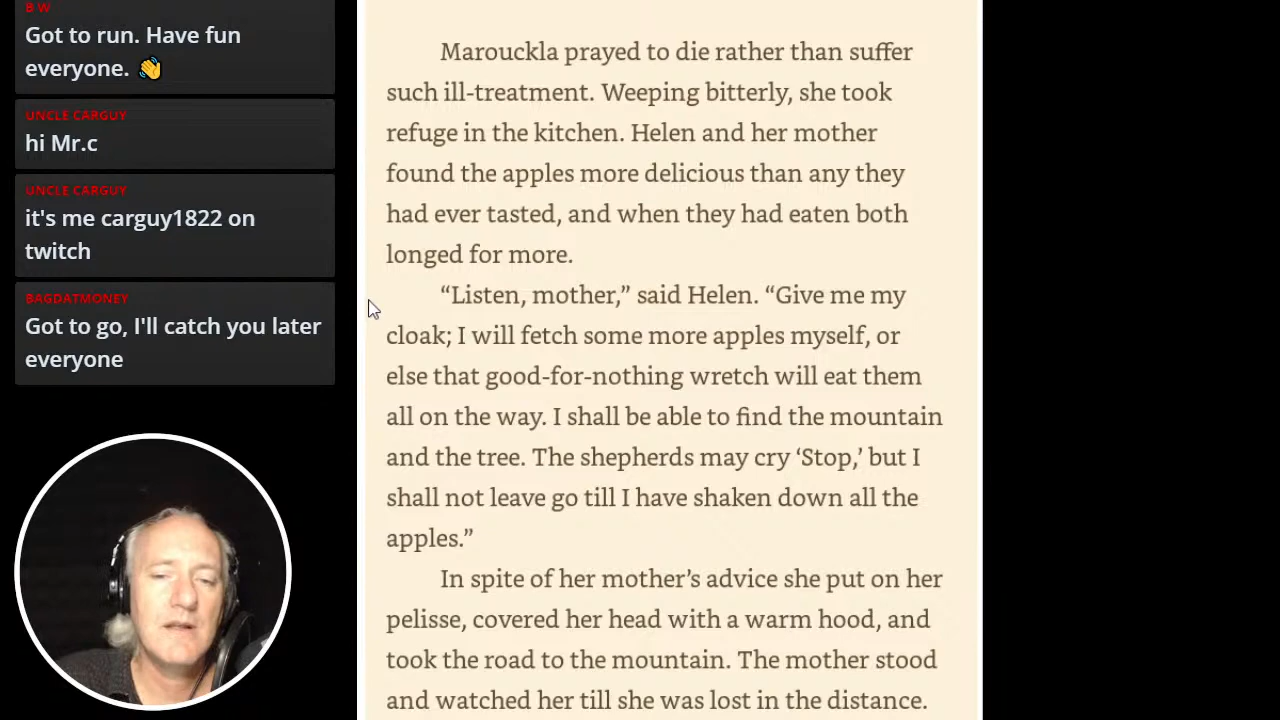 B W
Got to run. Have fun
everyone. 👋
UNCLE CARGUY
hi Mr.c
UNCLE CARGUY
it's me carguy1822 on
twitch
BAGDATMONEY
Got to go, I'll catch you later
everyone
Marouckla prayed to die rather than suffer
such ill-treatment. Weeping bitterly, she took
refuge in the kitchen. Helen and her mother
found the apples more delicious than any they
had ever tasted, and when they had eaten both
longed for more.
“Listen, mother,” said Helen. “Give me my
cloak; I will fetch some more apples myself, or
else that good-for-nothing wretch will eat them
all on the way. I shall be able to find the mountain
and the tree. The shepherds may cry ‘Stop,’ but I
shall not leave go till I have shaken down all the
apples.”
In spite of her mother’s advice she put on her
pelisse, covered her head with a warm hood, and
took the road to the mountain. The mother stood
and watched her till she was lost in the distance.